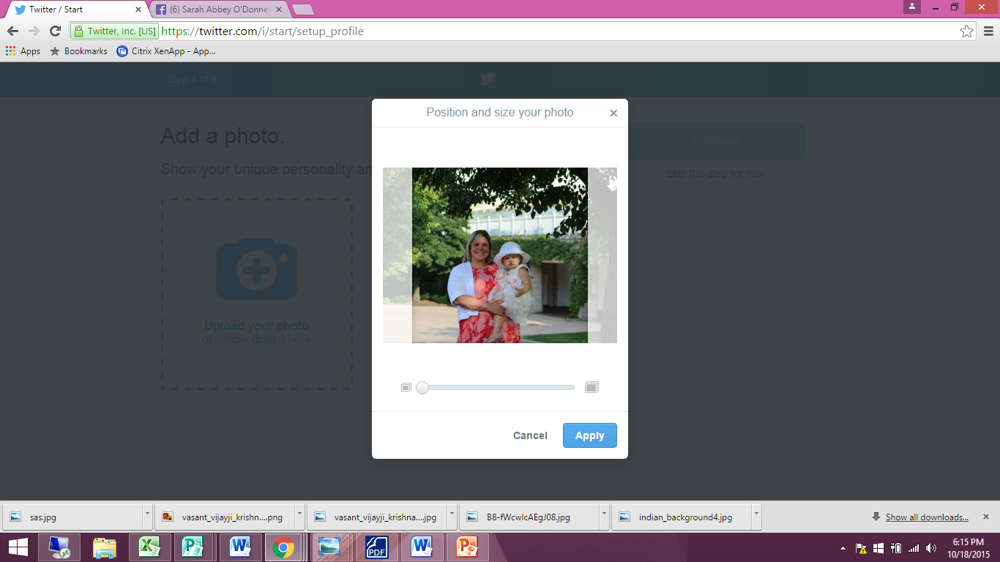 Twitter / Start
(6) Sarah Abbey O'Donnel
Twitter, Inc. [US] https://twitter.com/i/start/setup_profile
Apps Bookmarks Citrix XenApp - App...
Step 4 of 6
Position and size your photo
Add a photo.
Continue
Show your unique personality an
Skip this step for now
Upload your photo
or simply drag it here
Cancel Apply
sas.jpg vasant_vijayji_krishn....png vasant_vijayji_krishna....jpg B8-fWcwIcAEgJ08.jpg indian_background4.jpg Show all downloads...
PDF
6:15 PM
10/18/2015